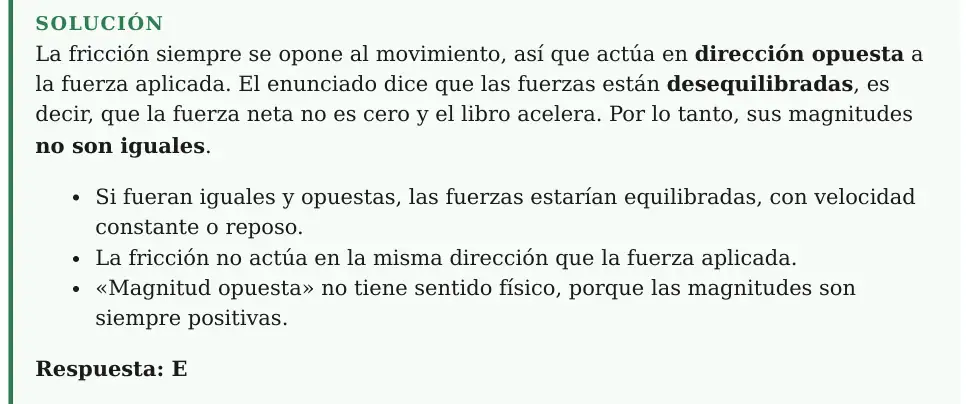 SOLUCIÓN
La fricción siempre se opone al movimiento, así que actúa en dirección opuesta a
la fuerza aplicada. El enunciado dice que las fuerzas están desequilibradas, es
decir, que la fuerza neta no es cero y el libro acelera. Por lo tanto, sus magnitudes
no son iguales.
• Si fueran iguales y opuestas, las fuerzas estarían equilibradas, con velocidad
constante o reposo.
• La fricción no actúa en la misma dirección que la fuerza aplicada.
• «Magnitud opuesta» no tiene sentido físico, porque las magnitudes son
siempre positivas.
Respuesta: E